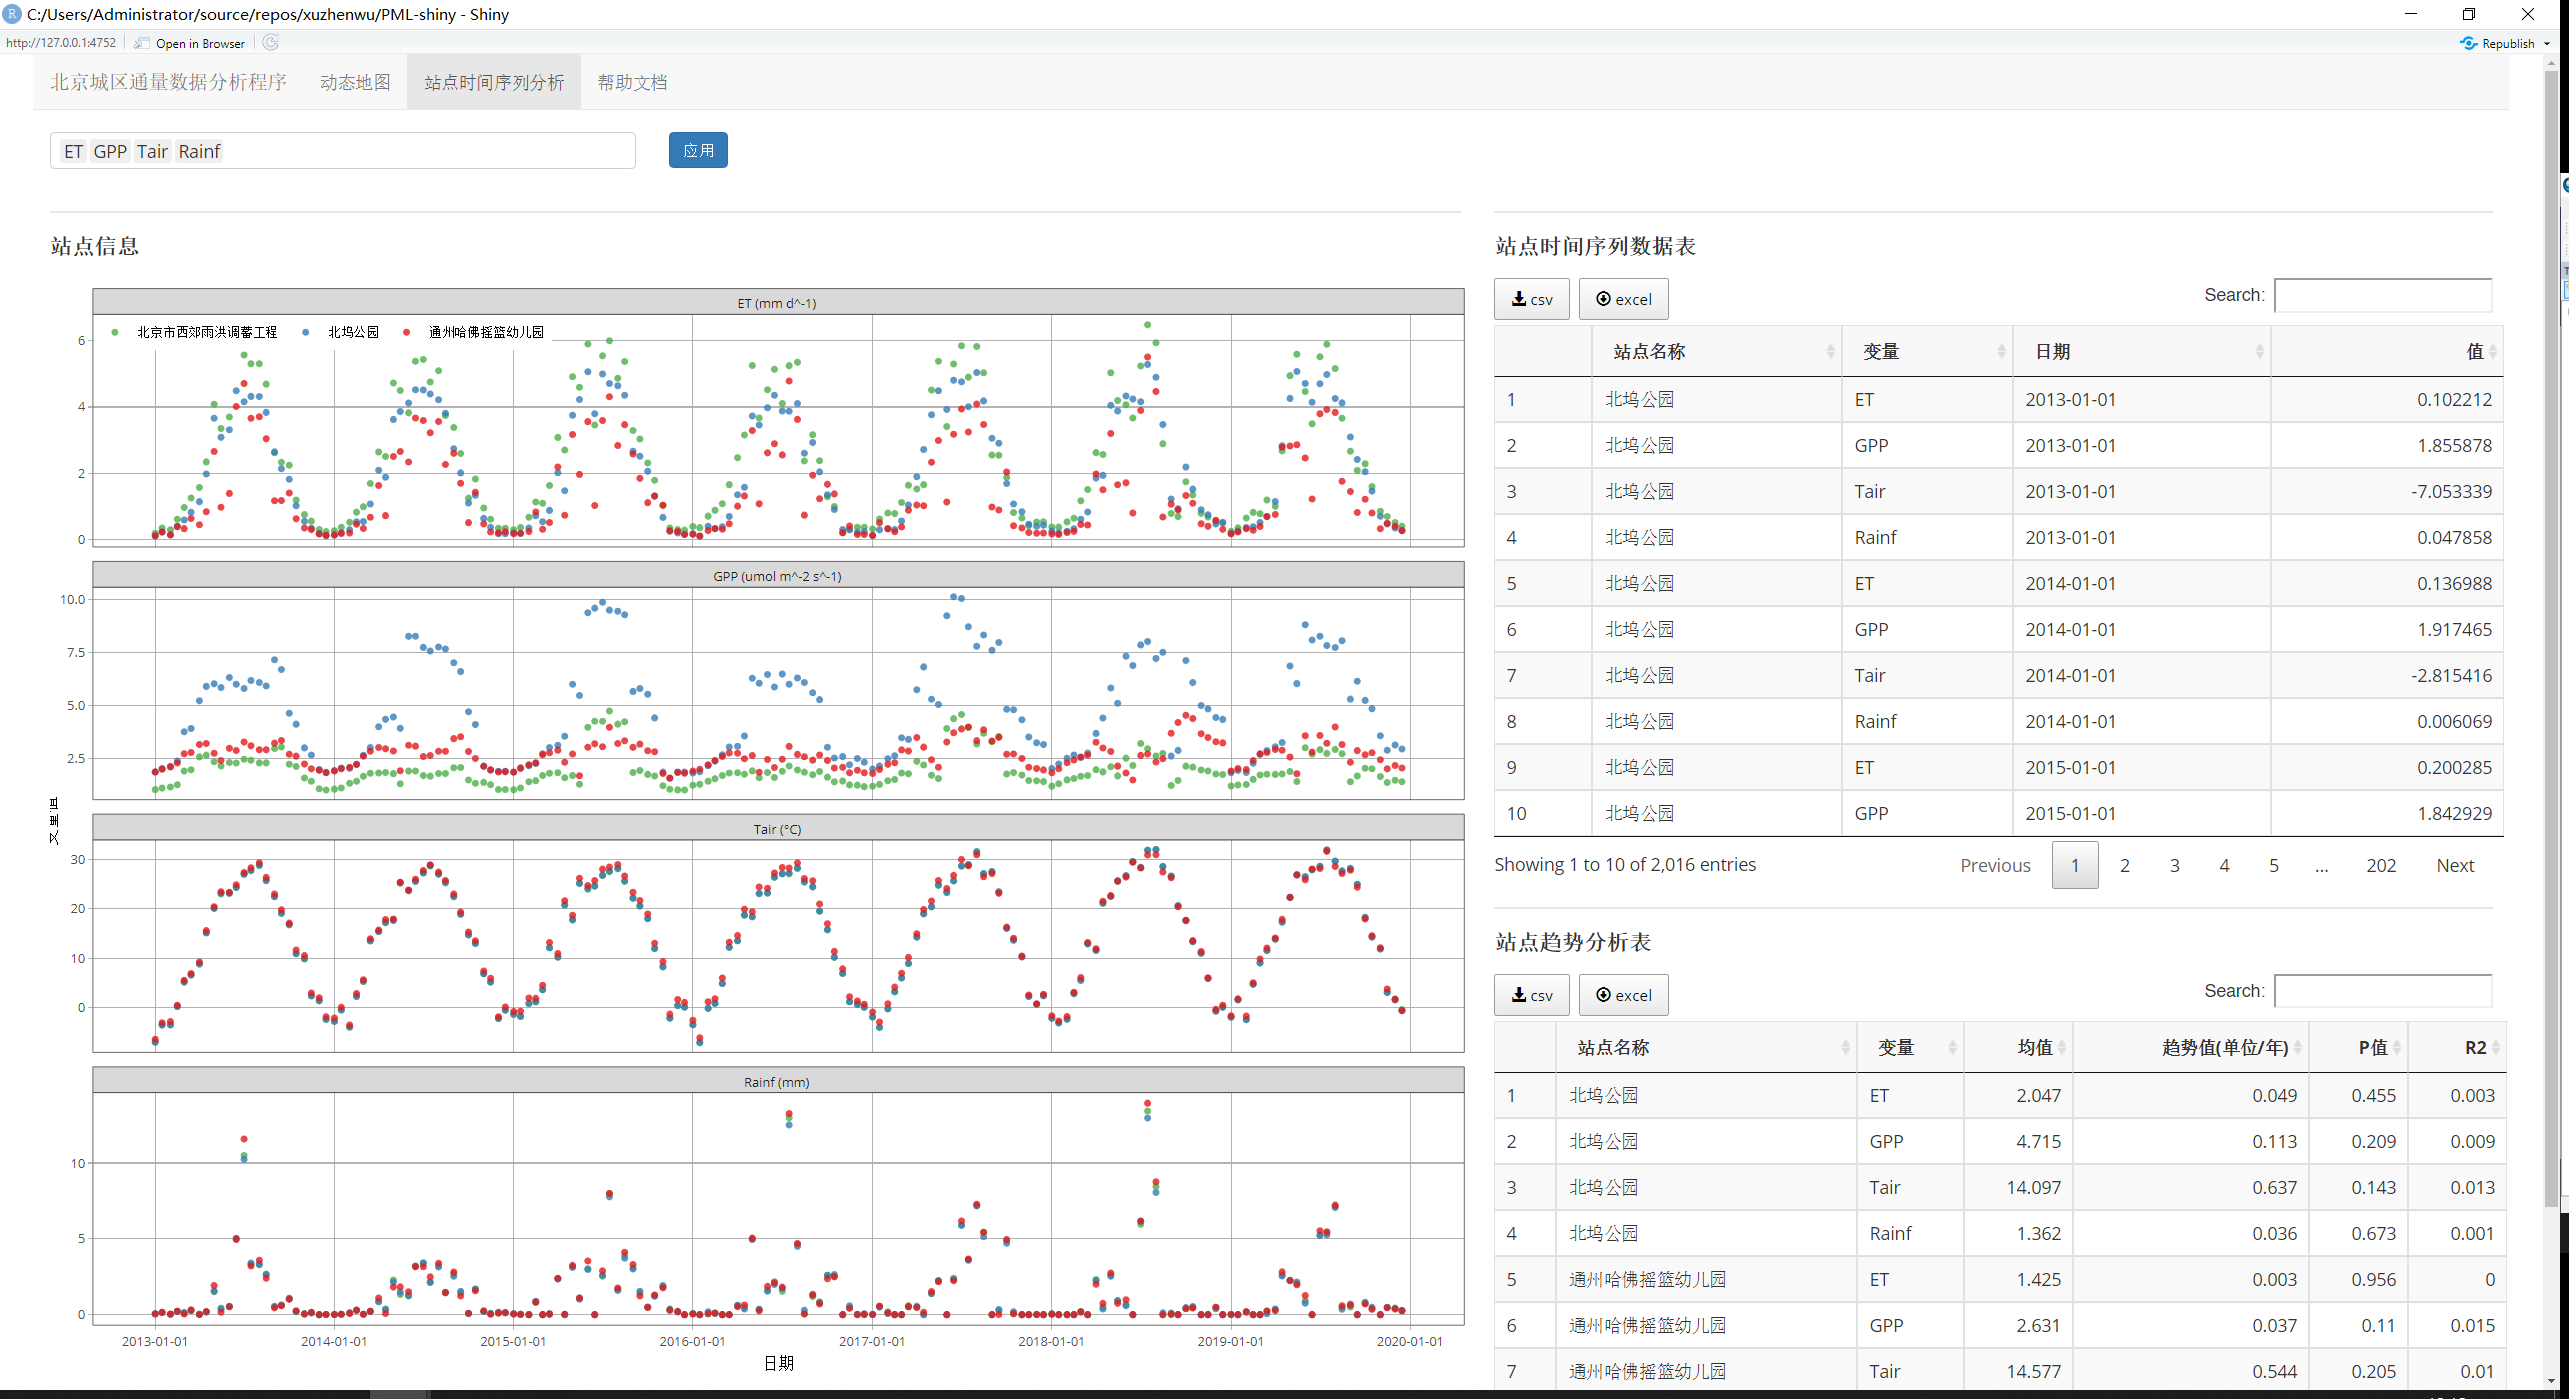 C:/Users/Administrator/source/repos/xuzhenwu/PML-shiny - Shiny
http://127.0.0.1:4752 Open in Browser Republish
北京城区通量数据分析程序 动态地图 站点时间序列分析 帮助文档
ET GPP Tair Rainf 应用
站点信息
ET (mm d^-1)
北京市西郊雨洪调蓄工程 北坞公园 通州哈佛摇篮幼儿园
6
4
2
0
GPP (umol m^-2 s^-1)
10.0
7.5
5.0
2.5
Tair (°C)
30
20
10
0
Rainf (mm)
10
5
0
2013-01-01 2014-01-01 2015-01-01 2016-01-01 2017-01-01 2018-01-01 2019-01-01 2020-01-01
日期
站点时间序列数据表
csv excel Search:
站点名称 变量 日期 值
1 北坞公园 ET 2013-01-01 0.102212
2 北坞公园 GPP 2013-01-01 1.855878
3 北坞公园 Tair 2013-01-01 -7.053339
4 北坞公园 Rainf 2013-01-01 0.047858
5 北坞公园 ET 2014-01-01 0.136988
6 北坞公园 GPP 2014-01-01 1.917465
7 北坞公园 Tair 2014-01-01 -2.815416
8 北坞公园 Rainf 2014-01-01 0.006069
9 北坞公园 ET 2015-01-01 0.200285
10 北坞公园 GPP 2015-01-01 1.842929
Showing 1 to 10 of 2,016 entries Previous 1 2 3 4 5 ... 202 Next
站点趋势分析表
csv excel Search:
站点名称 变量 均值 趋势值(单位/年) P值 R2
1 北坞公园 ET 2.047 0.049 0.455 0.003
2 北坞公园 GPP 4.715 0.113 0.209 0.009
3 北坞公园 Tair 14.097 0.637 0.143 0.013
4 北坞公园 Rainf 1.362 0.036 0.673 0.001
5 通州哈佛摇篮幼儿园 ET 1.425 0.003 0.956 0
6 通州哈佛摇篮幼儿园 GPP 2.631 0.037 0.11 0.015
7 通州哈佛摇篮幼儿园 Tair 14.577 0.544 0.205 0.01